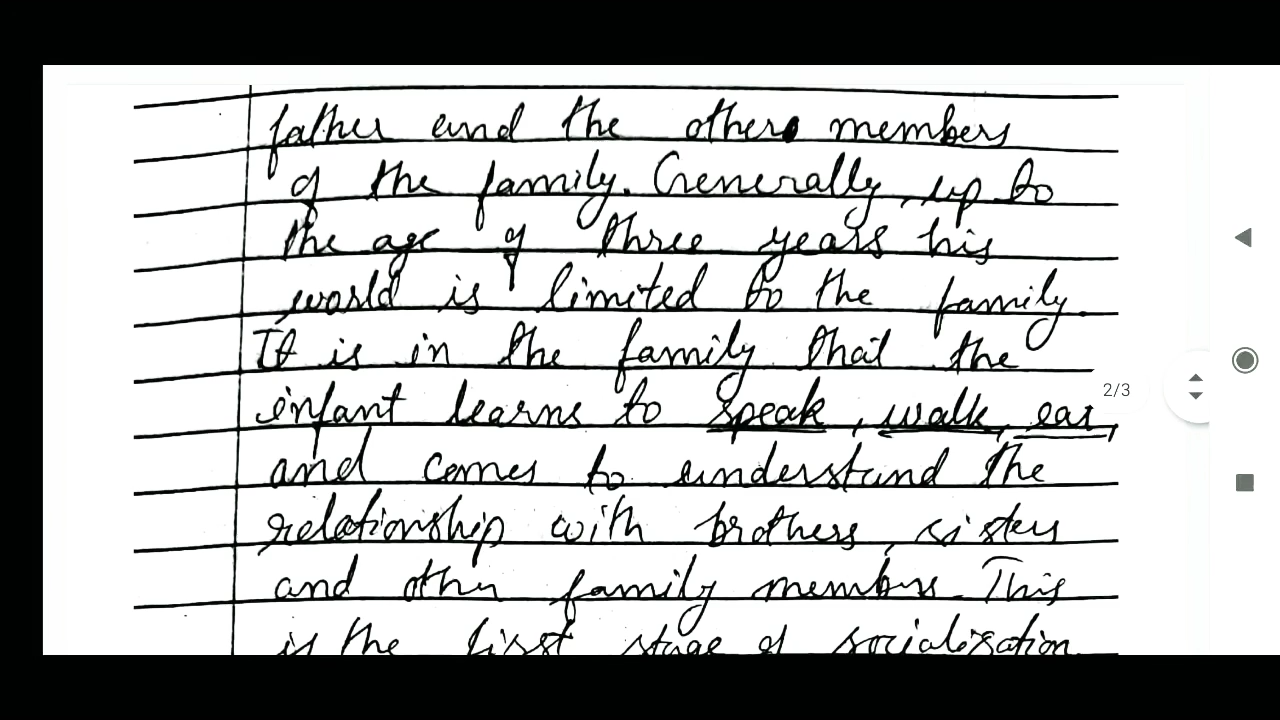 father and the others members
of the family. Generally, up to
the age of three years his
world is limited to the family.
It is in the family that the
infant learns to speak, walk, eat,
2/3
and comes to understand the
relationship with brothers, sisters
and other family members. This
is the first stage of socialization